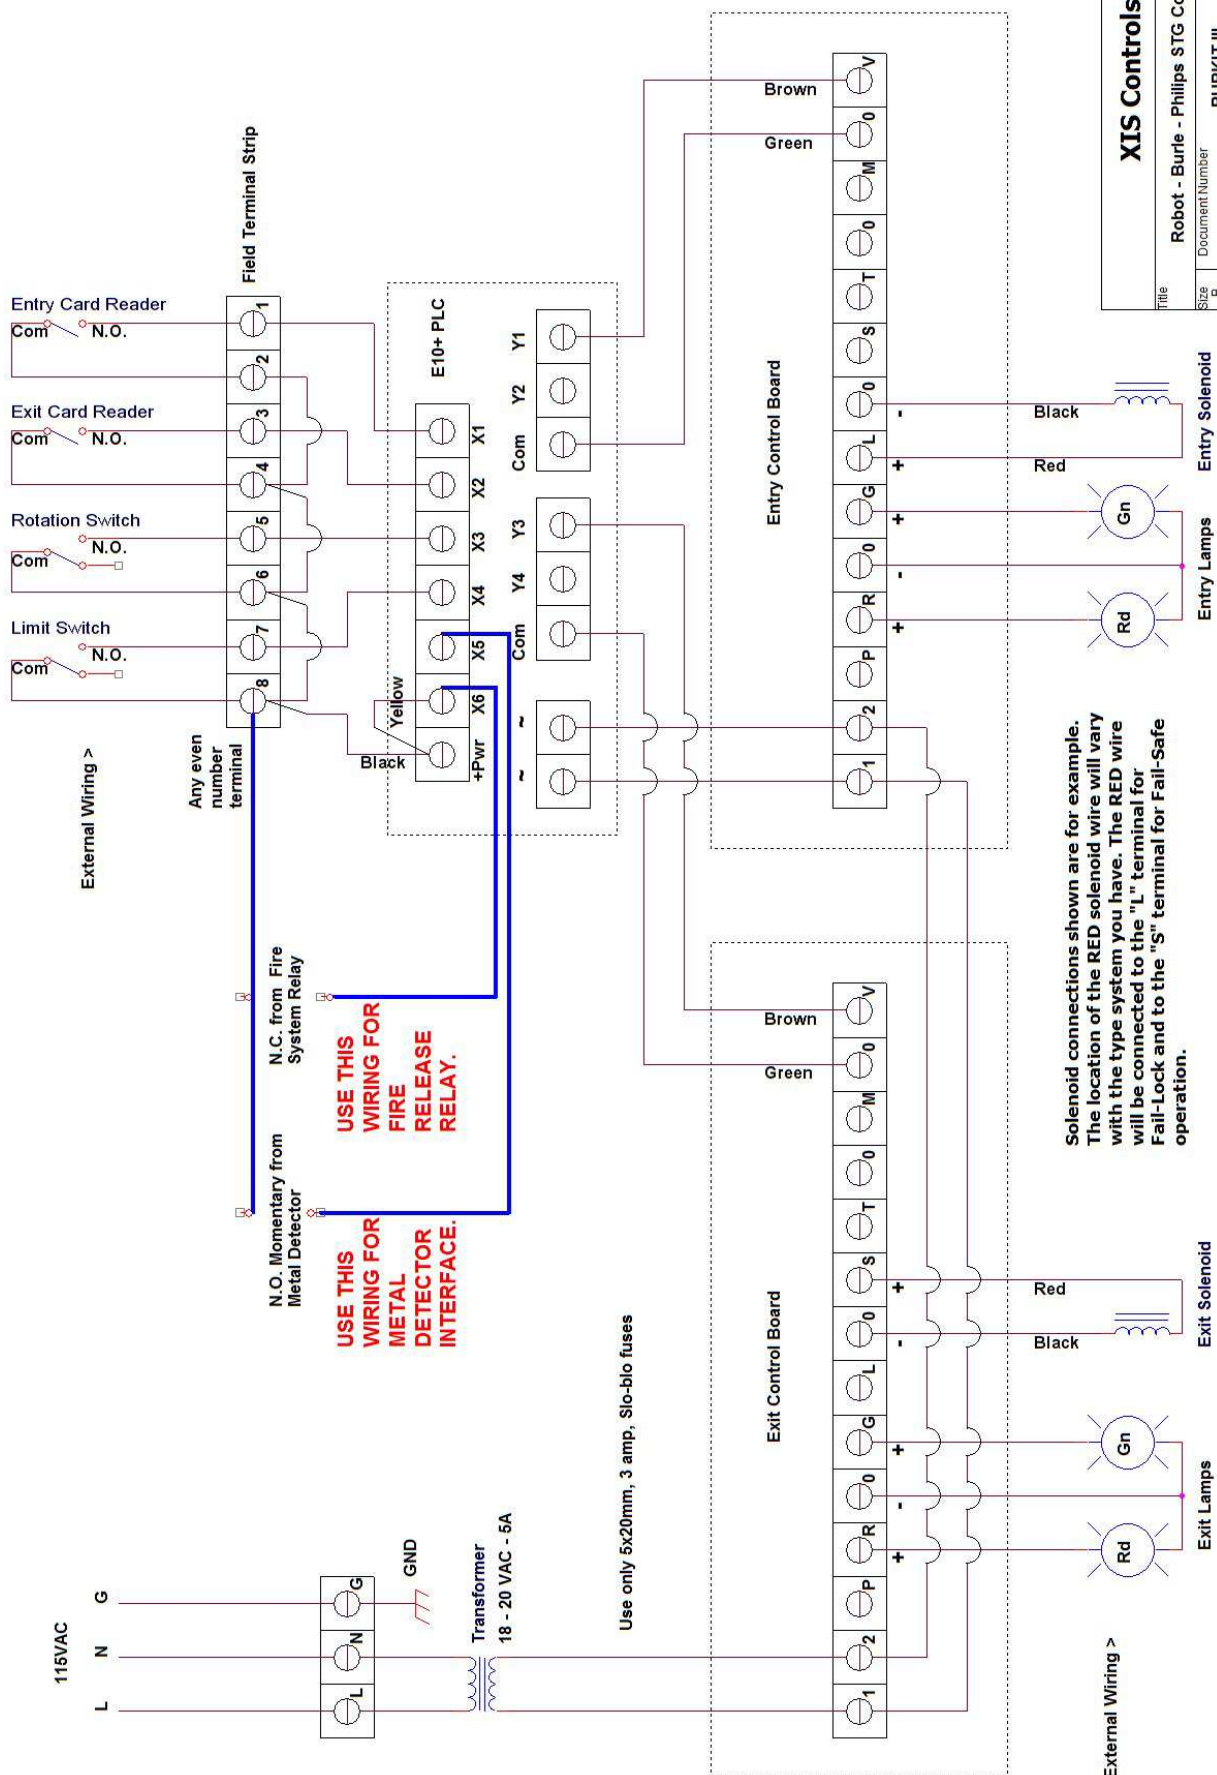 115VAC
L
N
G
L
N
G
GND
Transformer
18 - 20 VAC - 5A
Use only 5x20mm, 3 amp, Slo-blo fuses
External Wiring >
Limit Switch
Com
N.O.
Rotation Switch
Com
N.O.
Exit Card Reader
Com
N.O.
Entry Card Reader
Com
N.O.
Any even
number
terminal
8
7
6
5
4
3
2
1
Field Terminal Strip
N.O. Momentary from
Metal Detector
USE THIS
WIRING FOR
METAL
DETECTOR
INTERFACE.
N.C. from Fire
System Relay
USE THIS
WIRING FOR
FIRE
RELEASE
RELAY.
Black
Yellow
E10+ PLC
+Pwr
X6
X5
X4
X3
X2
X1
~
~
Com
Y4
Y3
Com
Y2
Y1
Exit Control Board
Green
Brown
1
2
P
R
0
G
L
0
S
T
0
M
0
V
+
-
+
-
+
Black
Red
Rd
Gn
Exit Lamps
Exit Solenoid
External Wiring >
Entry Control Board
Green
Brown
1
2
P
R
0
G
L
0
S
T
0
M
0
V
+
-
+
+
-
Red
Black
Rd
Gn
Entry Lamps
Entry Solenoid
Solenoid connections shown are for example.
The location of the RED solenoid wire will vary
with the type system you have. The RED wire
will be connected to the "L" terminal for
Fail-Lock and to the "S" terminal for Fail-Safe
operation.
XIS Controls
Title
Robot - Burle - Philips STG
Size
Document Number